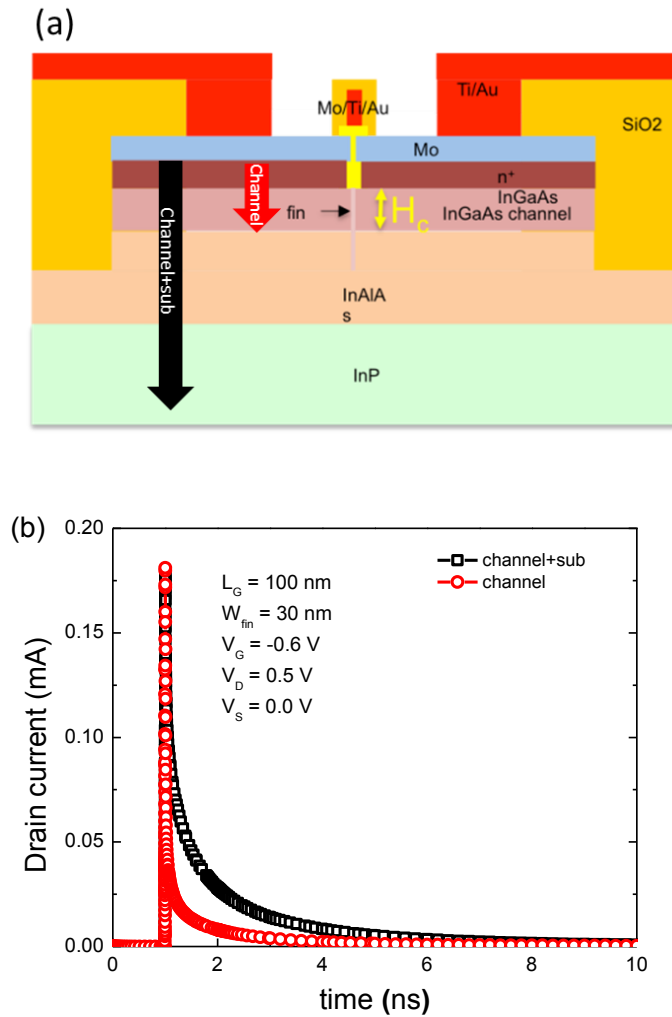 (a)
Mo/Ti/Au
Ti/Au
SiO2
Mo
Channel+sub
Channel
n+
InGaAs
fin
InGaAs channel
Hc
InAlA
s
InP
(b)
0.20
0.15
0.10
0.05
0.00
Drain current (mA)
channel+sub
channel
LG = 100 nm
Wfin = 30 nm
VG = -0.6 V
VD = 0.5 V
VS = 0.0 V
0 2 4 6 8 10
time (ns)